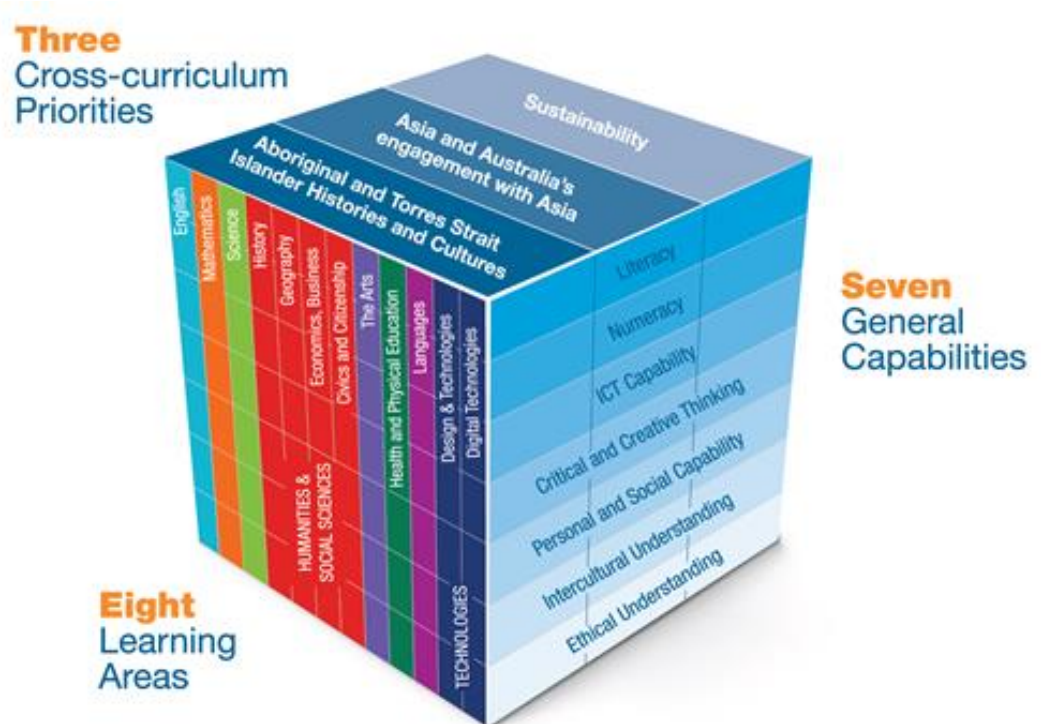 Three
Cross-curriculum
Priorities
Sustainability
Asia and Australia's
engagement with Asia
Aboriginal and Torres Strait
Islander Histories and Cultures
English
Mathematics
Science
History
Geography
Economics, Business
Civics and Citizenship
HUMANITIES &
SOCIAL SCIENCES
The Arts
Health and Physical Education
Languages
Design & Technologies
Digital Technologies
TECHNOLOGIES
Literacy
Numeracy
ICT Capability
Critical and Creative Thinking
Personal and Social Capability
Intercultural Understanding
Ethical Understanding
Seven
General
Capabilities
Eight
Learning
Areas